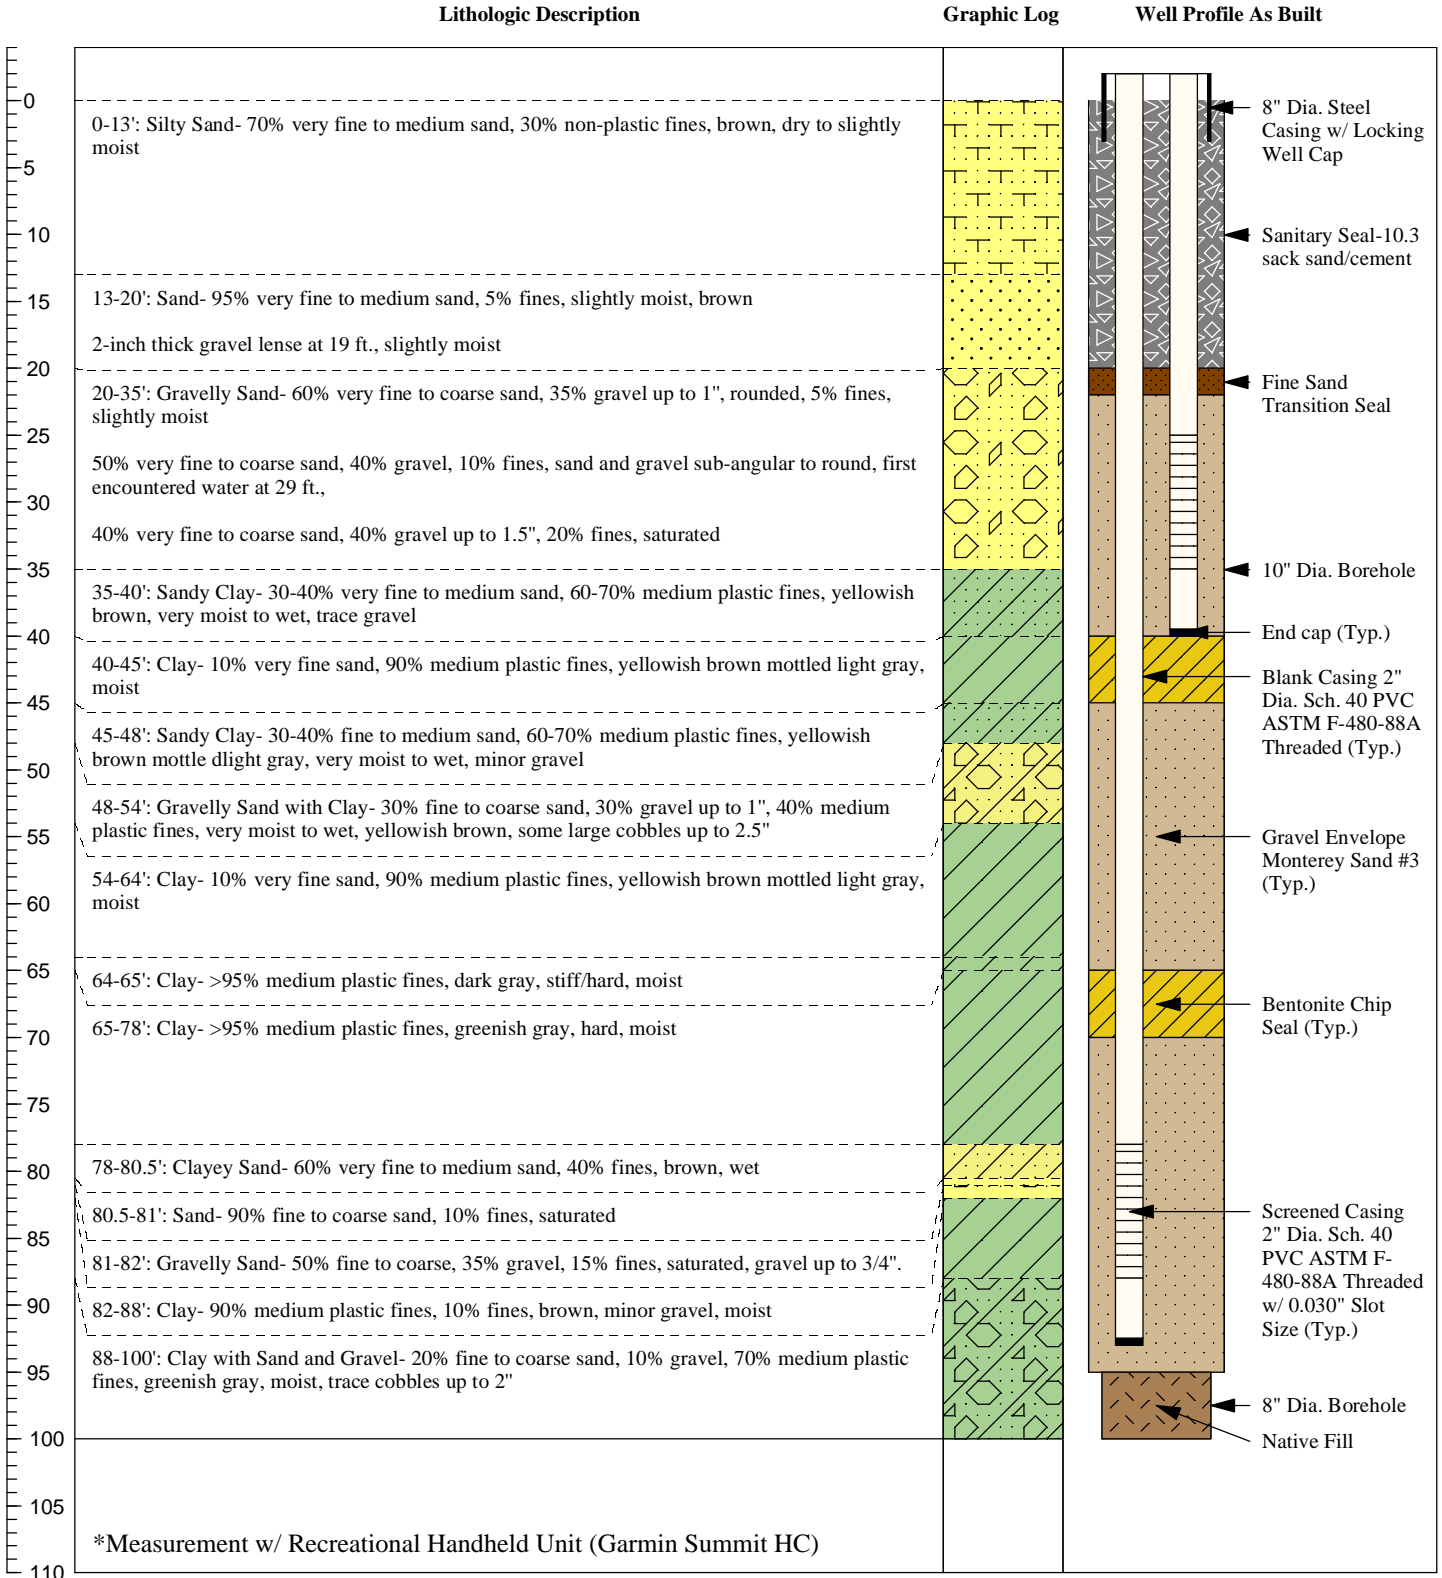 Lithologic Description
Graphic Log
Well Profile As Built
0
5
10
15
20
25
30
35
40
45
50
55
60
65
70
75
80
85
90
95
100
105
110
0-13': Silty Sand- 70% very fine to medium sand, 30% non-plastic fines, brown, dry to slightly
moist
13-20': Sand- 95% very fine to medium sand, 5% fines, slightly moist, brown
2-inch thick gravel lense at 19 ft., slightly moist
20-35': Gravelly Sand- 60% very fine to coarse sand, 35% gravel up to 1", rounded, 5% fines,
slightly moist
50% very fine to coarse sand, 40% gravel, 10% fines, sand and gravel sub-angular to round, first
encountered water at 29 ft.,
40% very fine to coarse sand, 40% gravel up to 1.5", 20% fines, saturated
35-40': Sandy Clay- 30-40% very fine to medium sand, 60-70% medium plastic fines, yellowish
brown, very moist to wet, trace gravel
40-45': Clay- 10% very fine sand, 90% medium plastic fines, yellowish brown mottled light gray,
moist
45-48': Sandy Clay- 30-40% fine to medium sand, 60-70% medium plastic fines, yellowish
brown mottle dlight gray, very moist to wet, minor gravel
48-54': Gravelly Sand with Clay- 30% fine to coarse sand, 30% gravel up to 1", 40% medium
plastic fines, very moist to wet, yellowish brown, some large cobbles up to 2.5"
54-64': Clay- 10% very fine sand, 90% medium plastic fines, yellowish brown mottled light gray,
moist
64-65': Clay- >95% medium plastic fines, dark gray, stiff/hard, moist
65-78': Clay- >95% medium plastic fines, greenish gray, hard, moist
78-80.5': Clayey Sand- 60% very fine to medium sand, 40% fines, brown, wet
80.5-81': Sand- 90% fine to coarse sand, 10% fines, saturated
81-82': Gravelly Sand- 50% fine to coarse, 35% gravel, 15% fines, saturated, gravel up to 3/4".
82-88': Clay- 90% medium plastic fines, 10% fines, brown, minor gravel, moist
88-100': Clay with Sand and Gravel- 20% fine to coarse sand, 10% gravel, 70% medium plastic
fines, greenish gray, moist, trace cobbles up to 2"
*Measurement w/ Recreational Handheld Unit (Garmin Summit HC)
8" Dia. Steel
Casing w/ Locking
Well Cap
Sanitary Seal-10.3
sack sand/cement
Fine Sand
Transition Seal
10" Dia. Borehole
End cap (Typ.)
Blank Casing 2"
Dia. Sch. 40 PVC
ASTM F-480-88A
Threaded (Typ.)
Gravel Envelope
Monterey Sand #3
(Typ.)
Bentonite Chip
Seal (Typ.)
Screened Casing
2" Dia. Sch. 40
PVC ASTM F-
480-88A Threaded
w/ 0.030" Slot
Size (Typ.)
8" Dia. Borehole
Native Fill